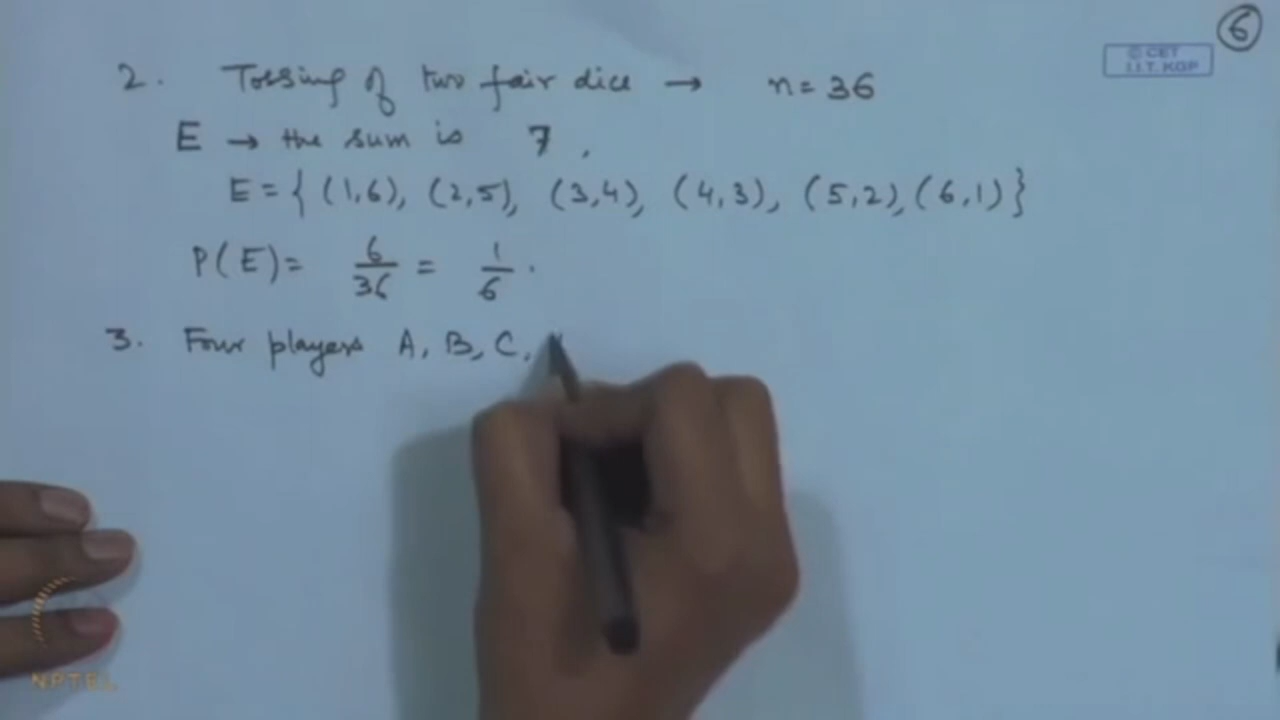 6
© CET
I.I.T. KGP
2. Tossing of two fair dice → n = 36
E → the sum is 7.
E = { (1,6), (2,5), (3,4), (4,3), (5,2), (6,1) }
P(E) = 6/36 = 1/6 .
3. Four players A, B, C,
NPTEL